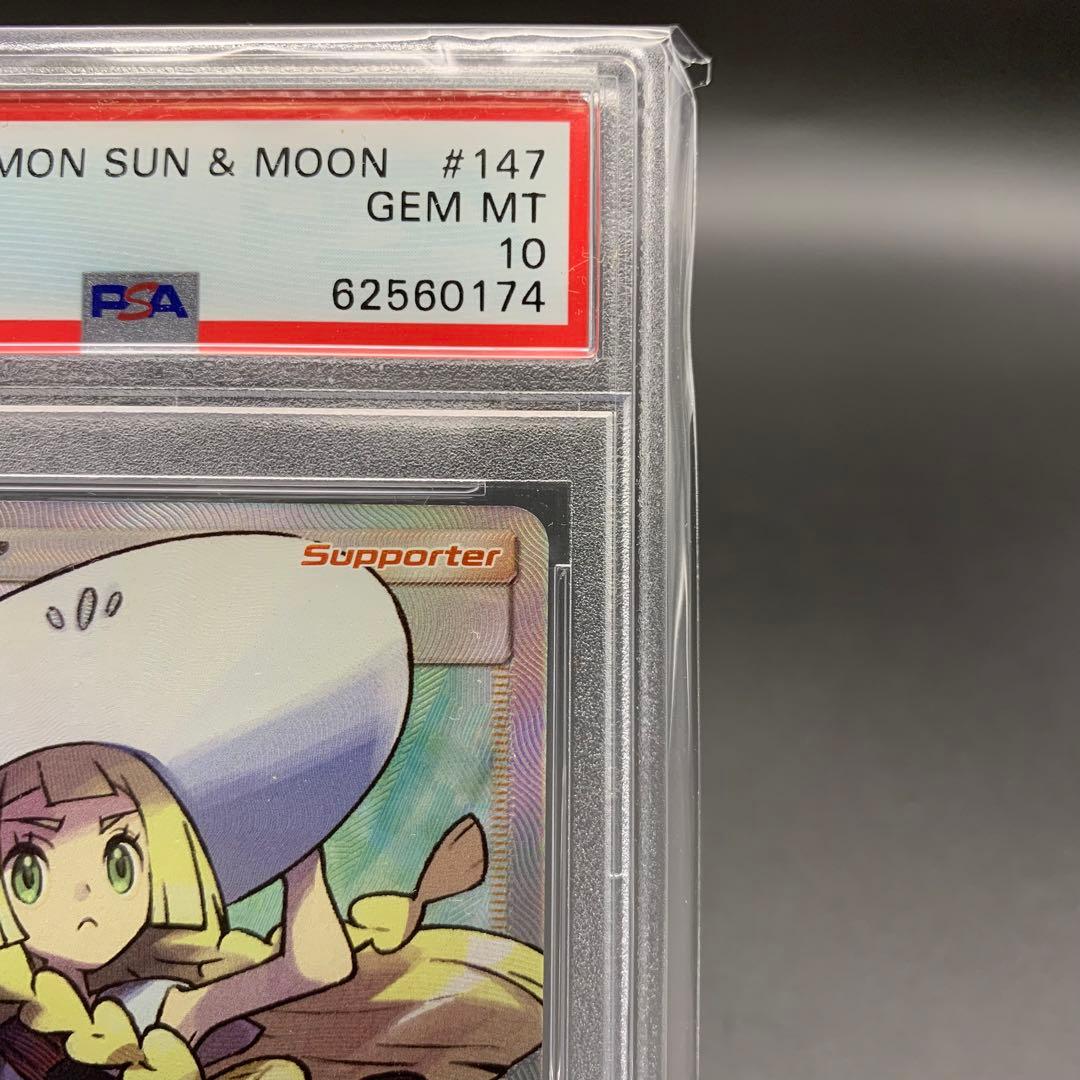 MON SUN & MOON #147
GEM MT
10
PSA 62560174
Supporter